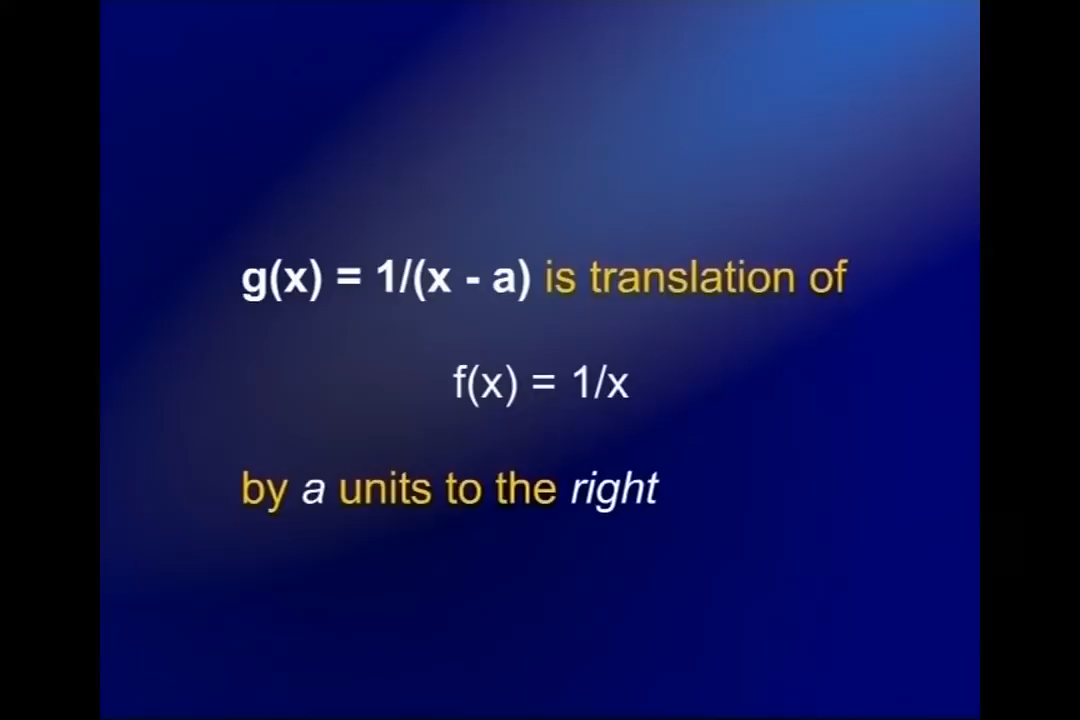 g(x) = 1/(x - a) is translation of
f(x) = 1/x
by a units to the right